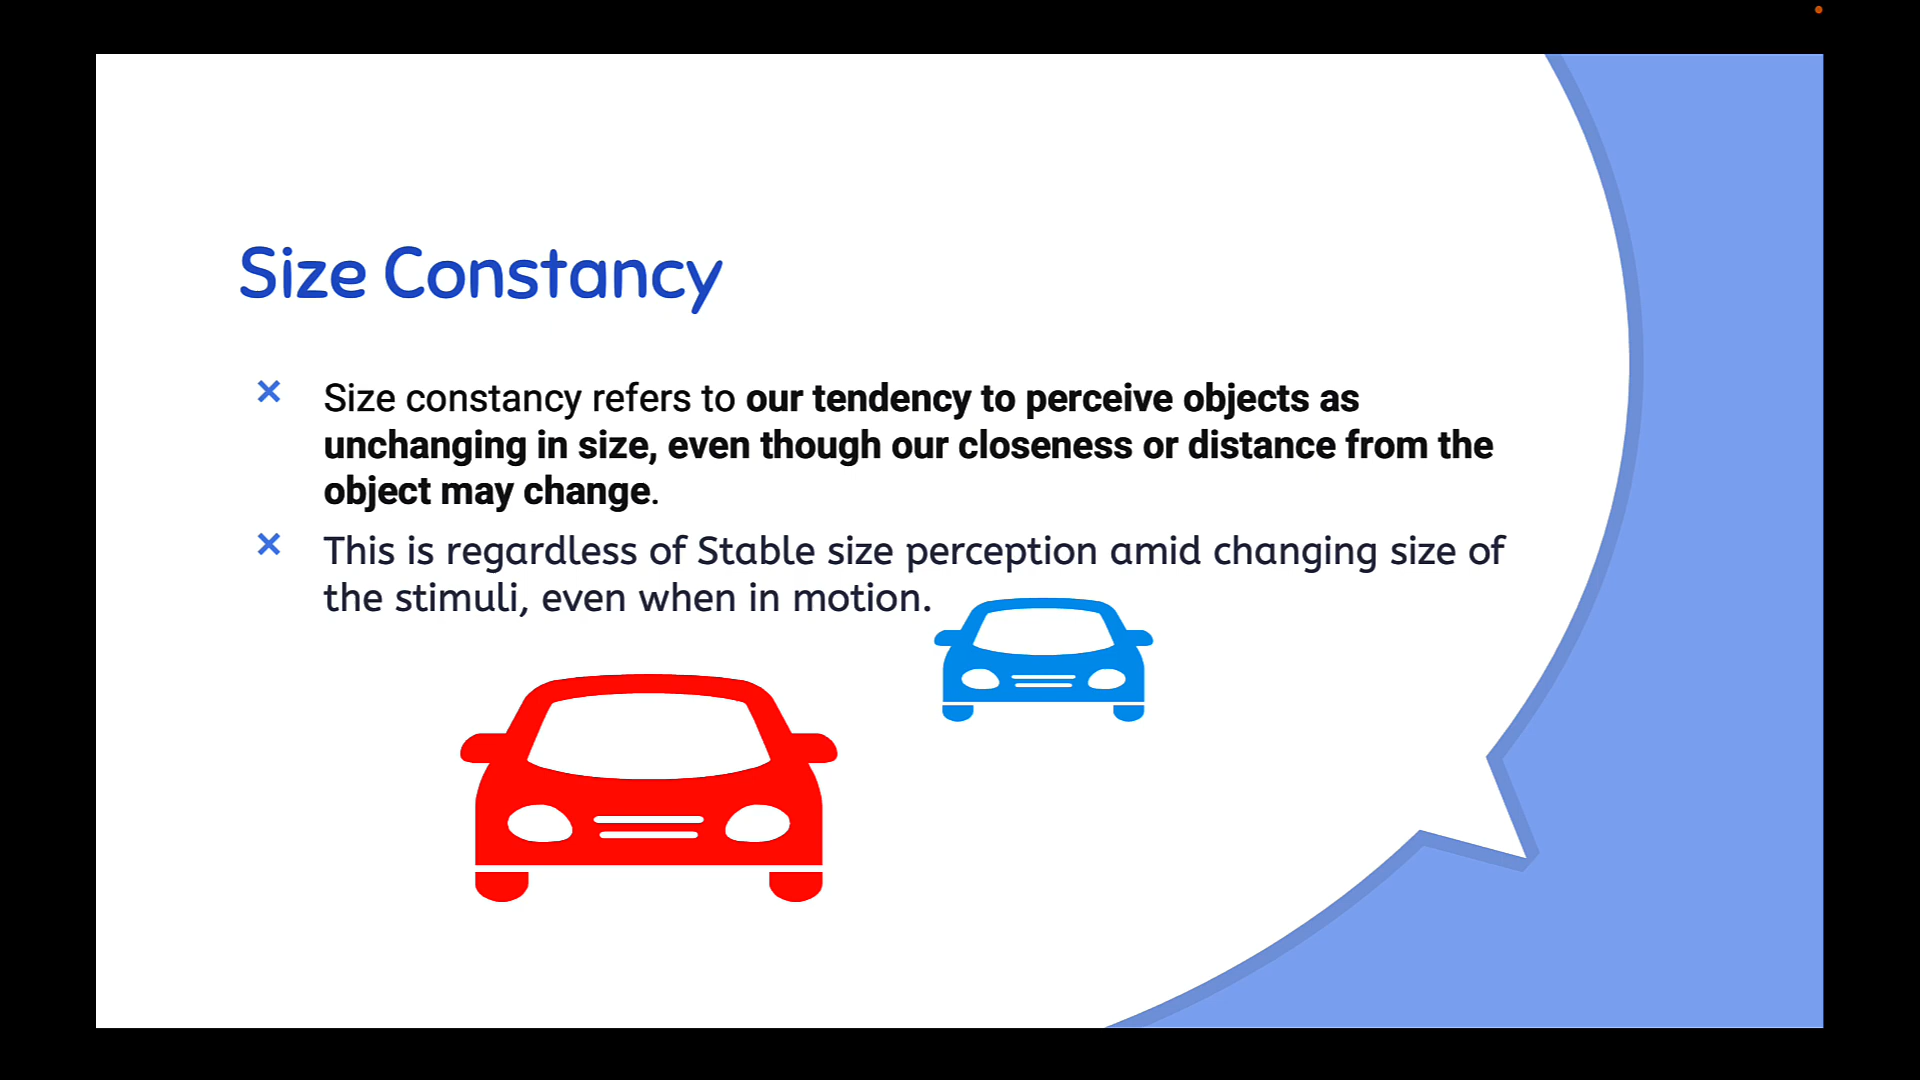 Size Constancy
Size constancy refers to our tendency to perceive objects as
unchanging in size, even though our closeness or distance from the
object may change.
This is regardless of Stable size perception amid changing size of
the stimuli, even when in motion.